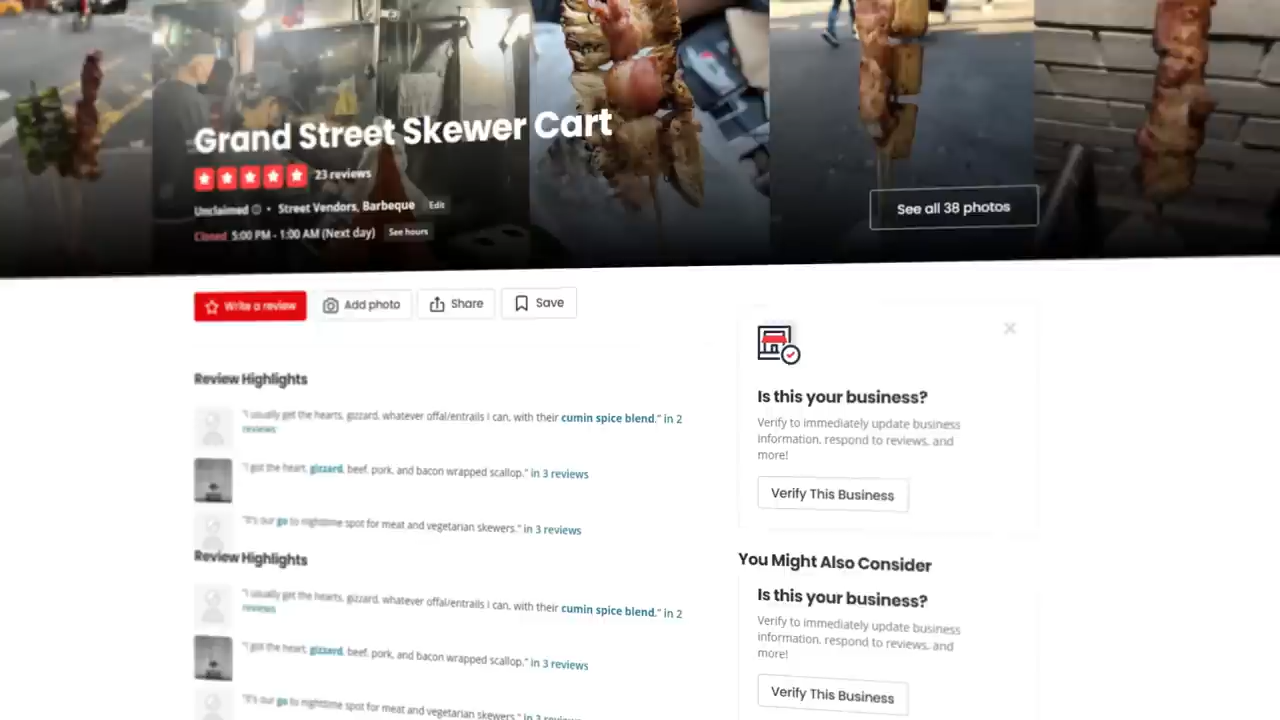 Grand Street Skewer Cart
23 reviews
Unclaimed • Street Vendors, Barbeque Edit
Closed 5:00 PM - 1:00 AM (Next day) See hours
See all 38 photos
Write a review
Add photo
Share
Save
Review Highlights
"I usually get the hearts, gizzard, whatever offal/entrails I can, with their cumin spice blend." in 2
reviews
"I got the heart, gizzard, beef, pork, and bacon wrapped scallop." in 3 reviews
"It's our go to nighttime spot for meat and vegetarian skewers." in 3 reviews
Is this your business?
Verify to immediately update business
information, respond to reviews, and
more!
Verify This Business
Review Highlights
"I usually get the hearts, gizzard, whatever offal/entrails I can, with their cumin spice blend." in 2
reviews
"I got the heart, gizzard, beef, pork, and bacon wrapped scallop." in 3 reviews
"It's our go to nighttime spot for meat and vegetarian skewers." in 3 reviews
You Might Also Consider
Is this your business?
Verify to immediately update business
information, respond to reviews, and
more!
Verify This Business